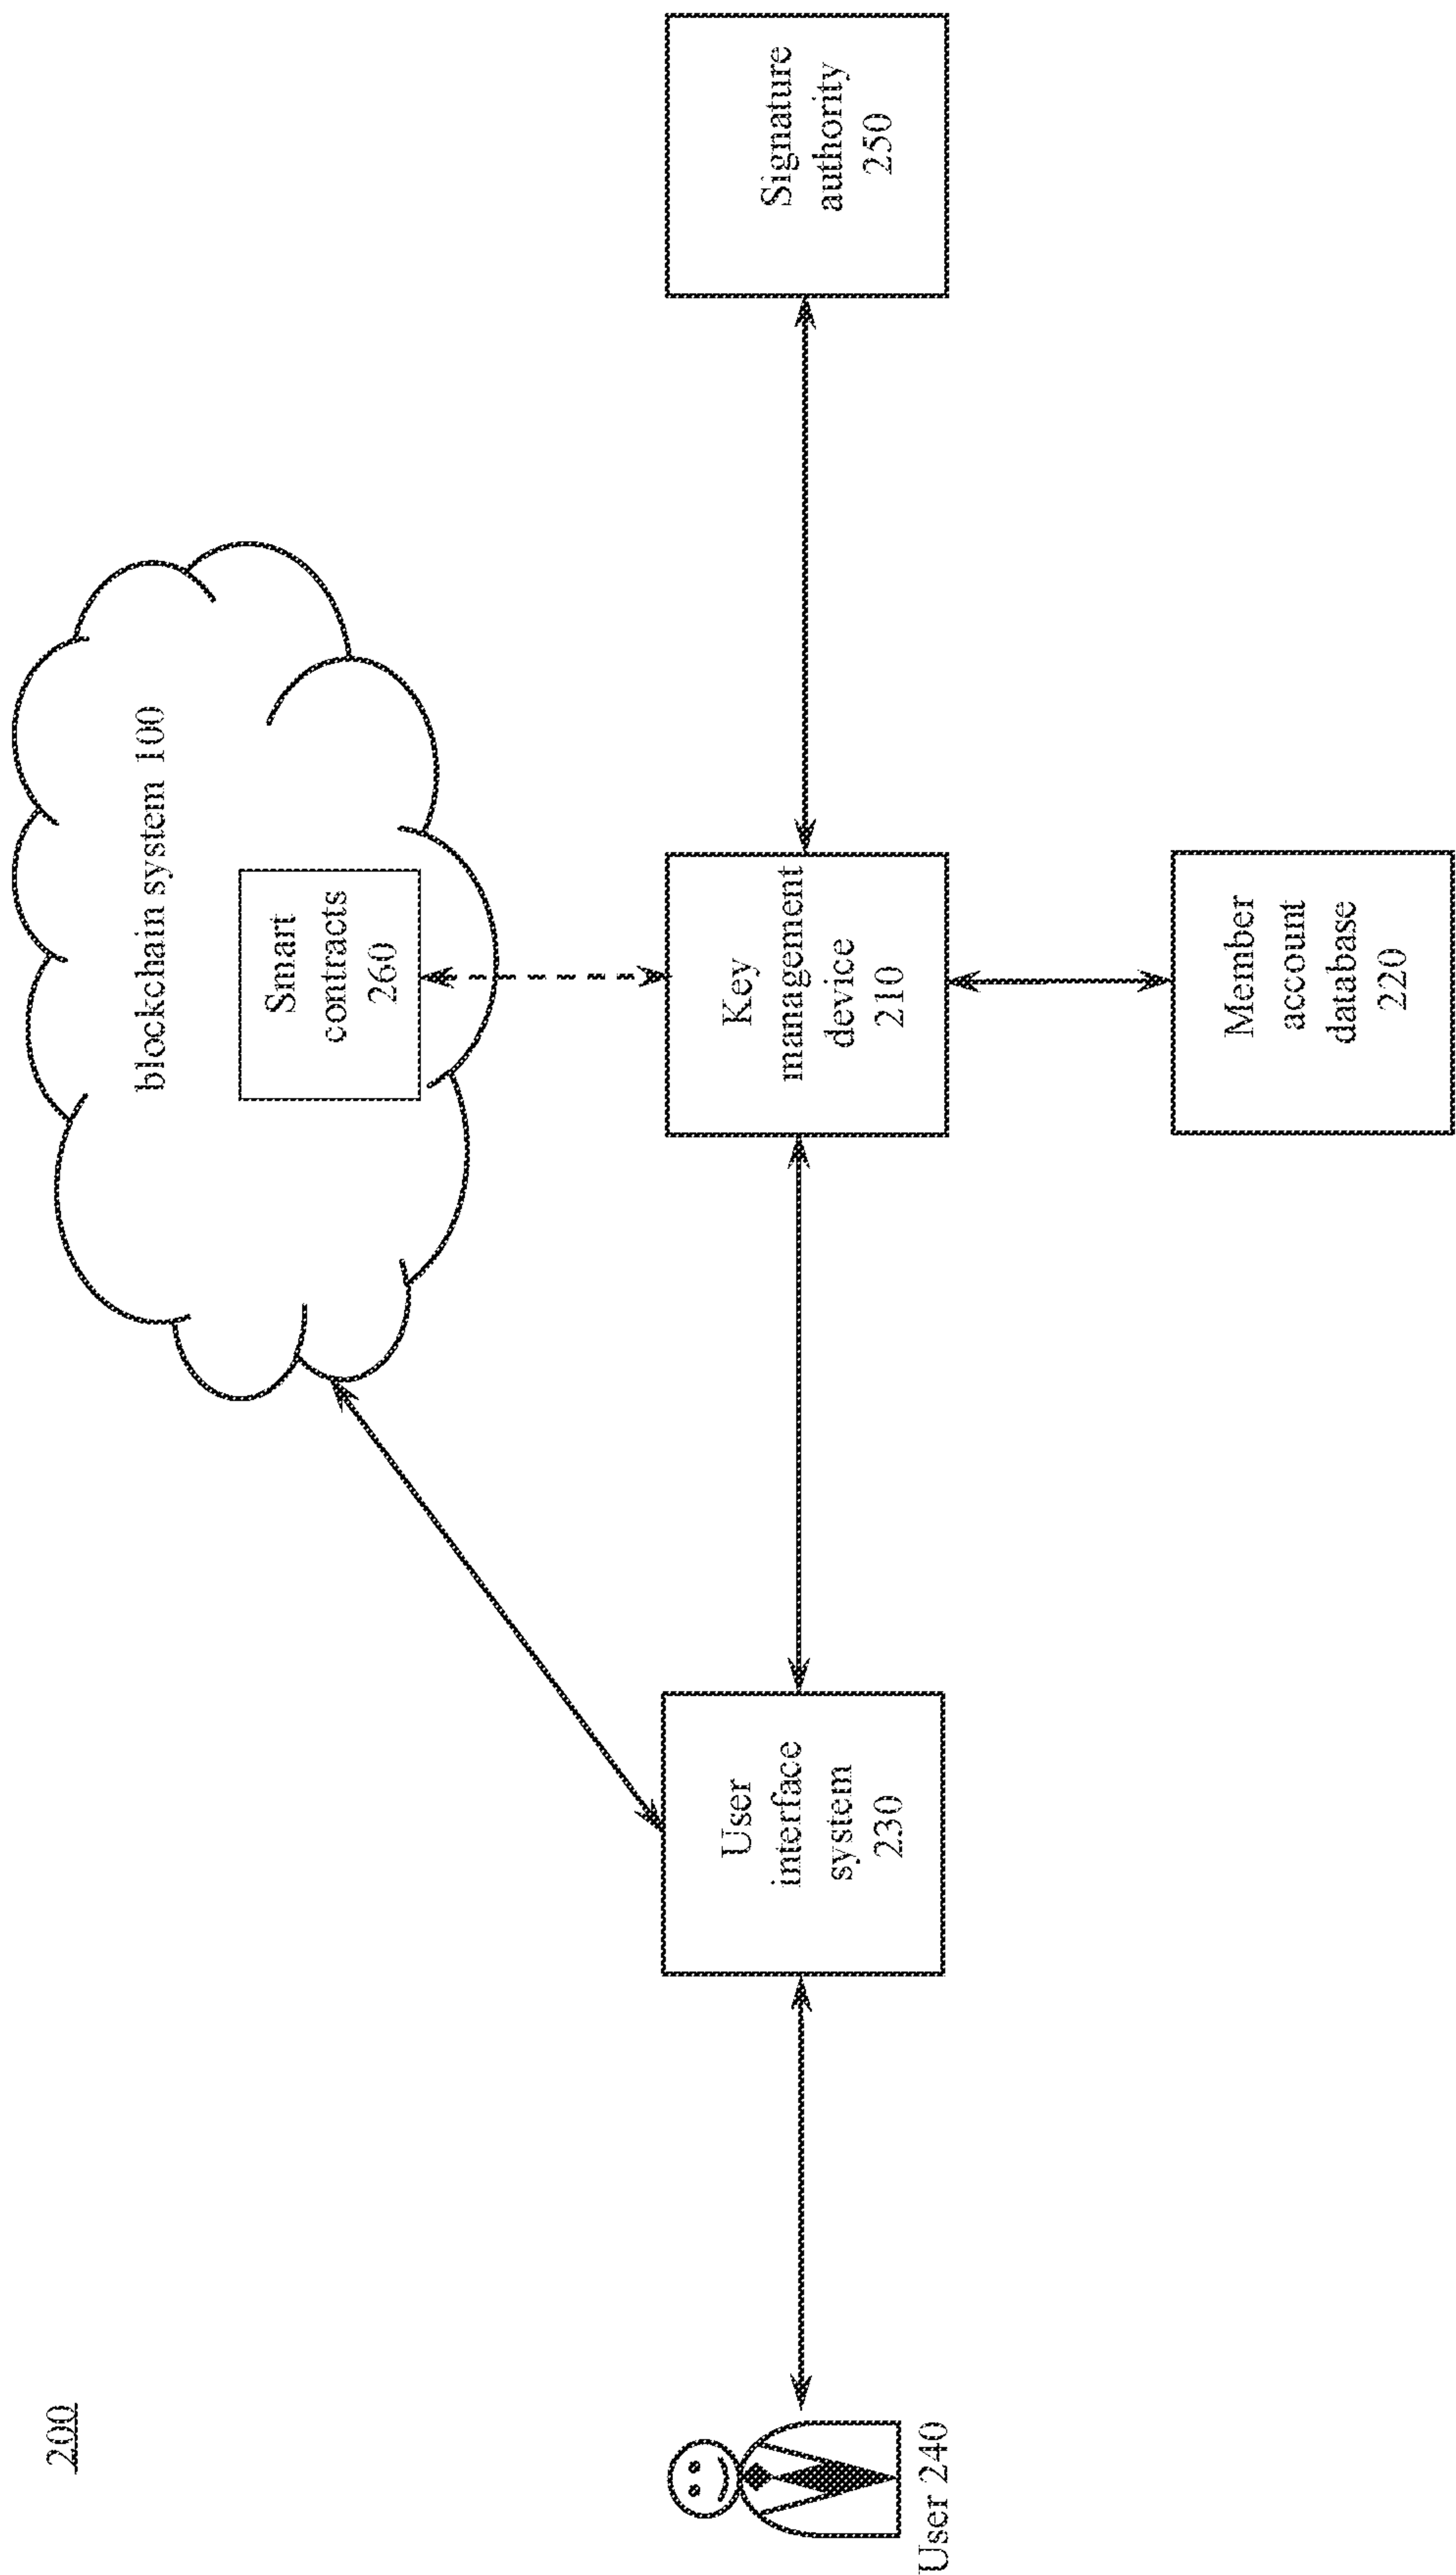 200
blockchain system 100
Smart
contracts
260
User 240
User
interface
system
230
Key
management
device
210
Signature
authority
250
Member
account
database
220